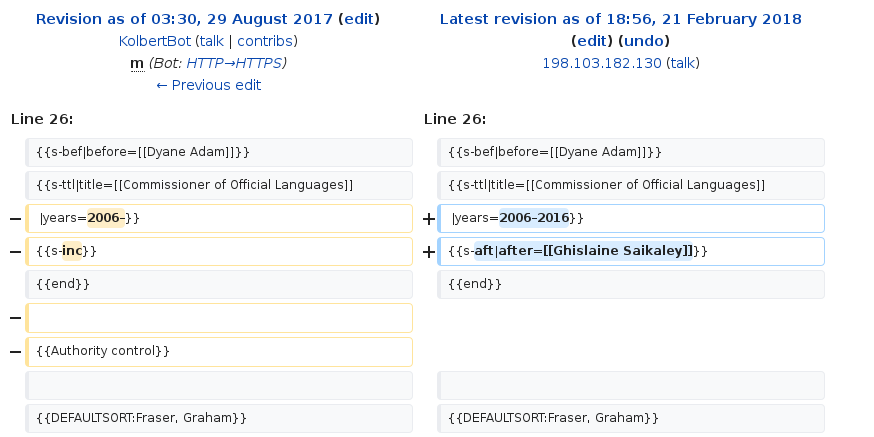 Revision as of 03:30, 29 August 2017 (edit)
KolbertBot (talk | contribs)
m (Bot: HTTP→HTTPS)
← Previous edit
Latest revision as of 18:56, 21 February 2018
(edit) (undo)
198.103.182.130 (talk)
Line 26:
Line 26:
{{s-bef|before=[[Dyane Adam]]}}
{{s-bef|before=[[Dyane Adam]]}}
{{s-ttl|title=[[Commissioner of Official Languages]]
{{s-ttl|title=[[Commissioner of Official Languages]]
− |years=2006–}}
+ |years=2006–2016}}
− {{s-inc}}
+ {{s-aft|after=[[Ghislaine Saikaley]]}}
{{end}}
{{end}}
−
− {{Authority control}}
{{DEFAULTSORT:Fraser, Graham}}
{{DEFAULTSORT:Fraser, Graham}}